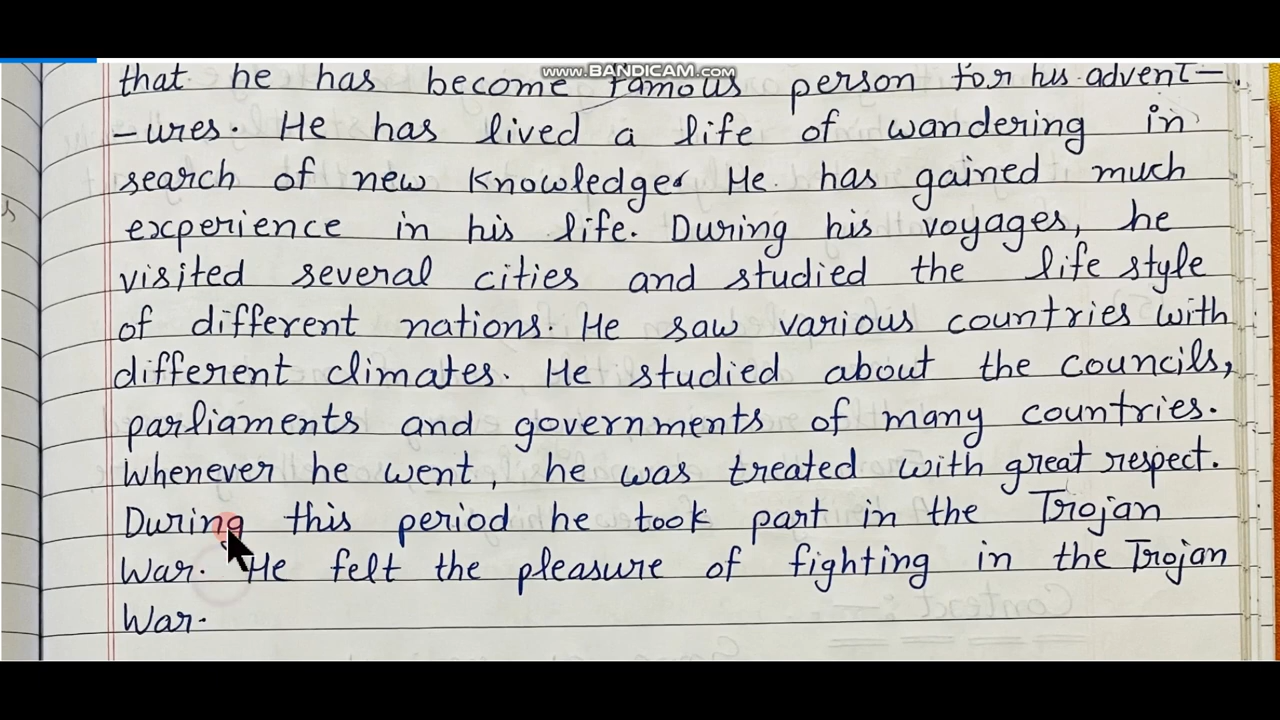 www.BANDICAM.com
that he has become famous person for his advent-
-ures. He has lived a life of wandering in
search of new knowledge. He has gained much
experience in his life. During his voyages, he
visited several cities and studied the life style
of different nations. He saw various countries with
different climates. He studied about the councils,
parliaments and governments of many countries.
Whenever he went, he was treated with great respect.
During this period he took part in the Trojan
War. He felt the pleasure of fighting in the Trojan
War.